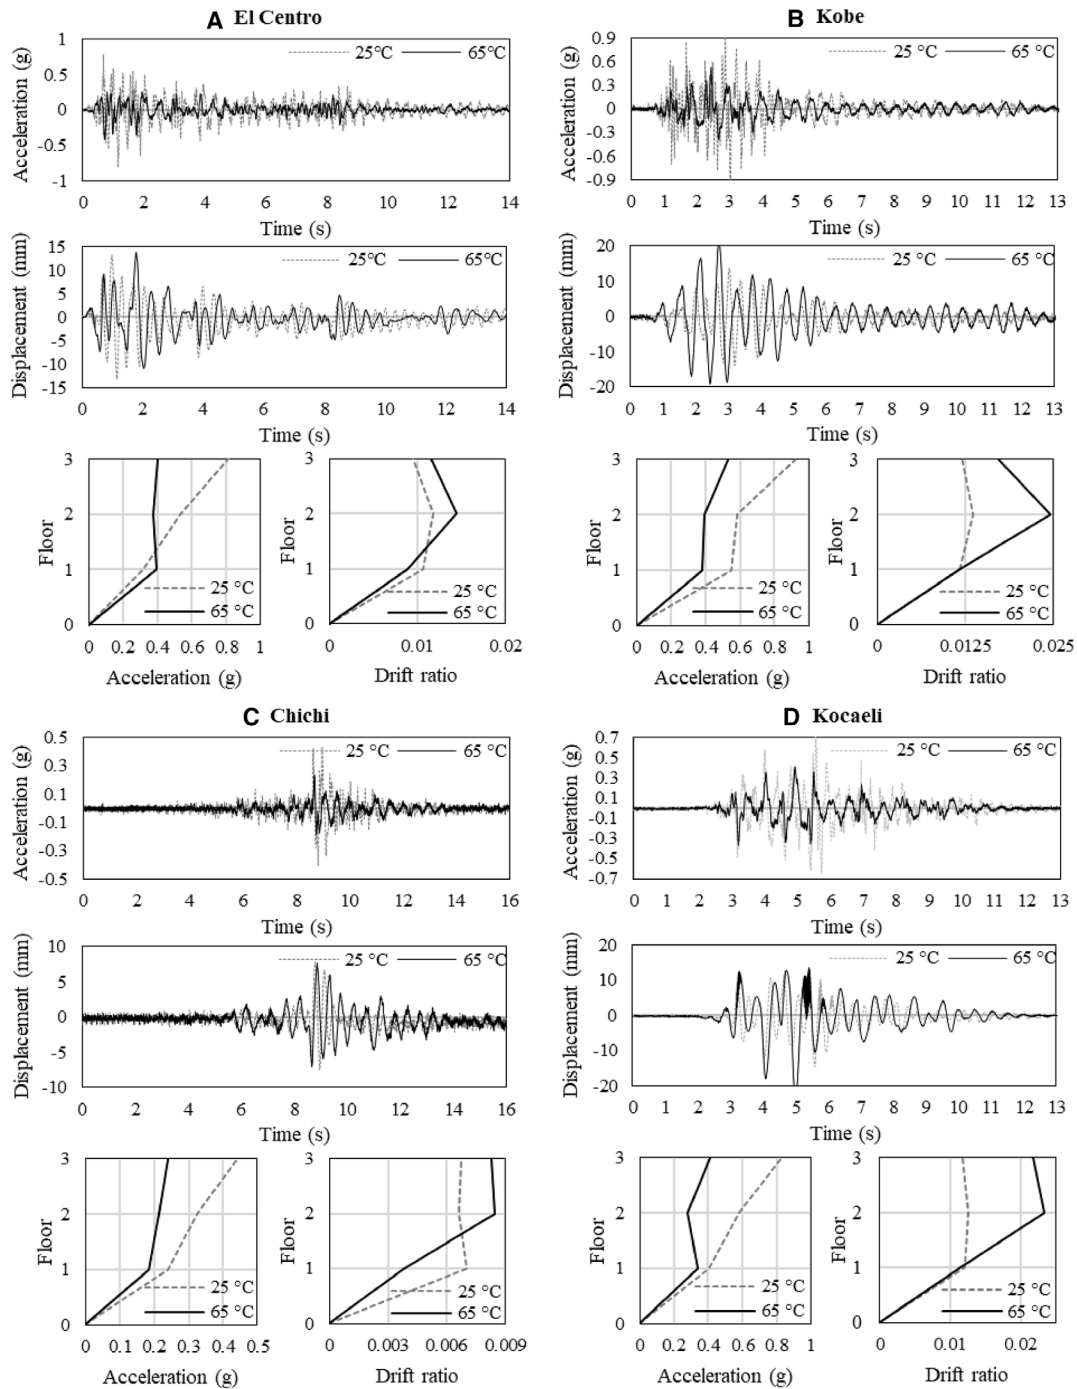 A El Centro
Acceleration (g)
1
0.5
0
-0.5
-1
25°C 65°C
0 2 4 6 8 10 12 14
Time (s)
Displacement (mm)
15
10
5
0
-5
-10
-15
25°C 65°C
0 2 4 6 8 10 12 14
Time (s)
Floor
3
2
1
0
25 °C
65 °C
0 0.2 0.4 0.6 0.8 1
Acceleration (g)
Floor
3
2
1
0
25 °C
65 °C
0 0.01 0.02
Drift ratio
B Kobe
Acceleration (g)
0.9
0.6
0.3
0
-0.3
-0.6
-0.9
25 °C 65 °C
0 1 2 3 4 5 6 7 8 9 10 11 12 13
Time (s)
Displacement (mm)
20
10
0
-10
-20
25 °C 65 °C
0 1 2 3 4 5 6 7 8 9 10 11 12 13
Time (s)
Floor
3
2
1
0
25 °C
65 °C
0 0.2 0.4 0.6 0.8 1
Acceleration (g)
Floor
3
2
1
0
25 °C
65 °C
0 0.0125 0.025
Drift ratio
C Chichi
Acceleration (g)
0.5
0.3
0.1
-0.1
-0.3
-0.5
25 °C 65 °C
0 2 4 6 8 10 12 14 16
Time (s)
Displacement (mm)
10
5
0
-5
-10
25 °C 65 °C
0 2 4 6 8 10 12 14 16
Time (s)
Floor
3
2
1
0
25 °C
65 °C
0 0.1 0.2 0.3 0.4 0.5
Acceleration (g)
Floor
3
2
1
0
25 °C
65 °C
0 0.003 0.006 0.009
Drift ratio
D Kocaeli
Acceleration (g)
0.7
0.5
0.3
0.1
-0.1
-0.3
-0.5
-0.7
25 °C 65 °C
0 1 2 3 4 5 6 7 8 9 10 11 12 13
Time (s)
Displacement (mm)
20
10
0
-10
-20
25 °C 65 °C
0 1 2 3 4 5 6 7 8 9 10 11 12 13
Time (s)
Floor
3
2
1
0
25 °C
65 °C
0 0.2 0.4 0.6 0.8 1
Acceleration (g)
Floor
3
2
1
0
25 °C
65 °C
0 0.01 0.02
Drift ratio